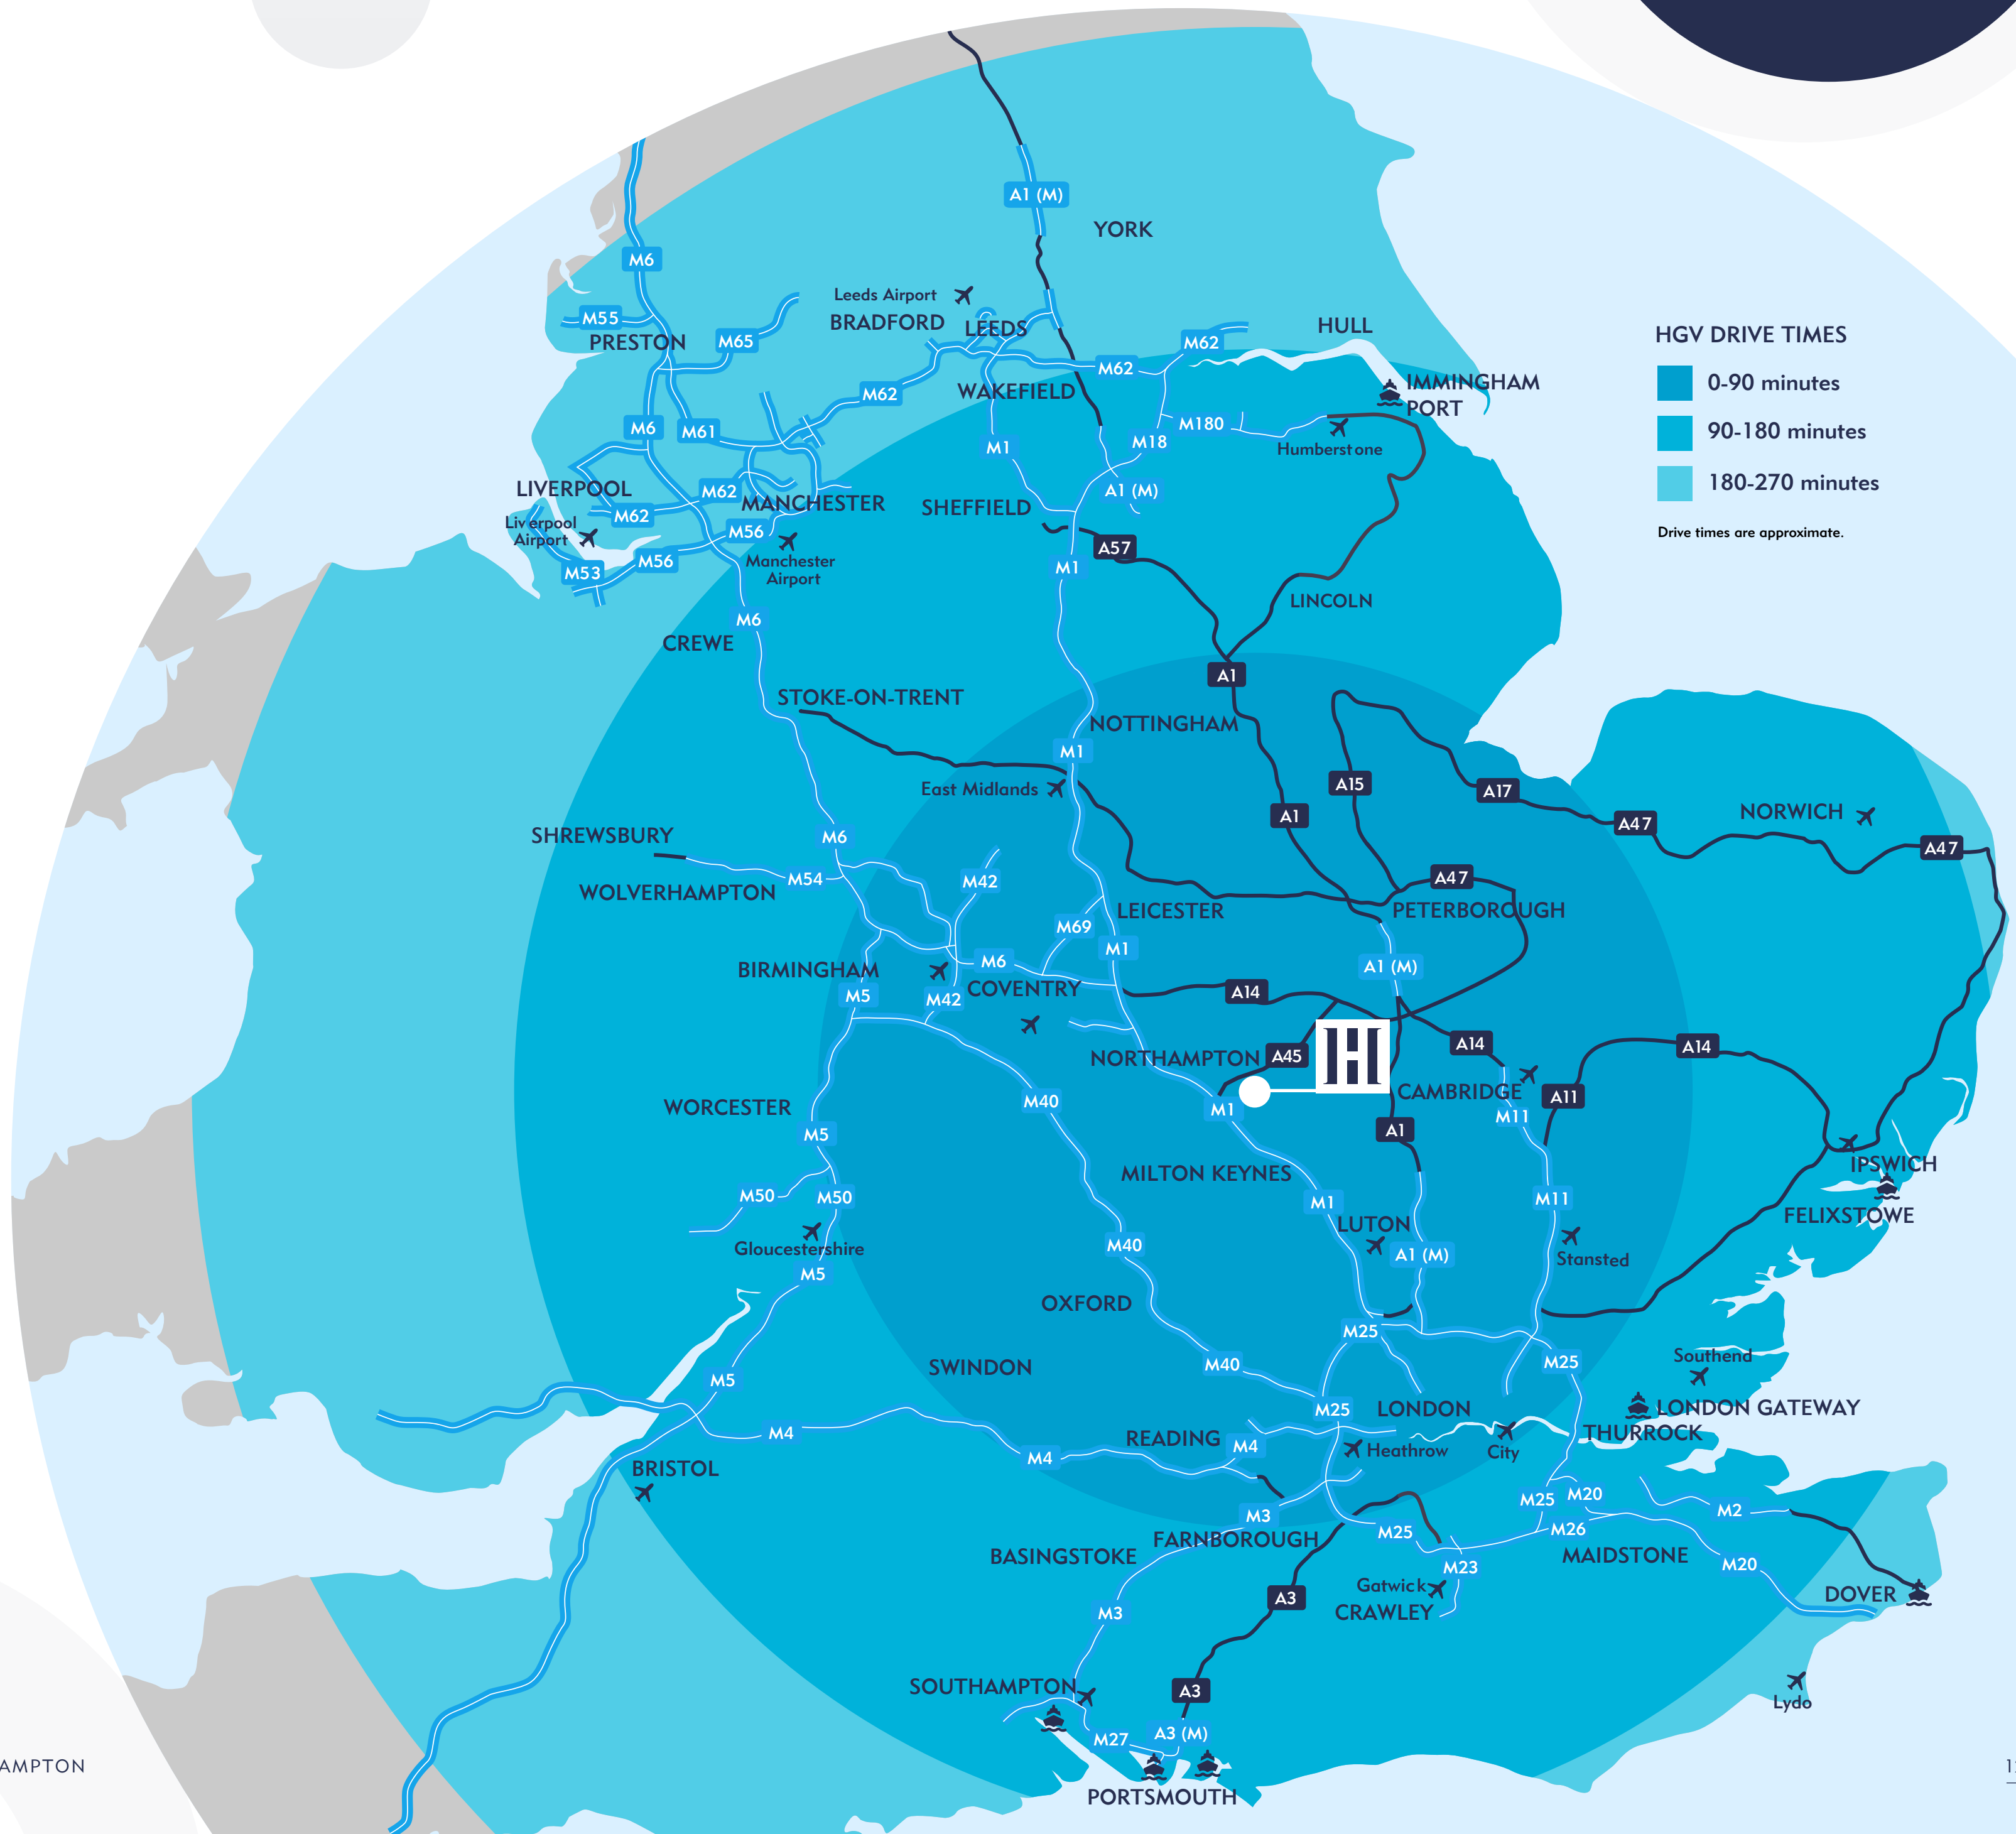 A1 (M)
YORK
M6
Leeds Airport
M55
BRADFORD
LEEDS
HULL
HGV DRIVE TIMES
PRESTON
M65
M62
M62
0-90 minutes
IMMINGHAM
PORT
M62
WAKEFIELD
M6
M61
M180
90-180 minutes
M1
M18
Humberstone
LIVERPOOL
M62
MANCHESTER
A1 (M)
180-270 minutes
SHEFFIELD
M62
Liverpool
Airport
M56
Drive times are approximate.
A57
M56
Manchester
Airport
M53
M1
LINCOLN
M6
CREWE
A1
STOKE-ON-TRENT
NOTTINGHAM
M1
East Midlands
A15
A17
A1
NORWICH
A47
SHREWSBURY
M6
A47
M54
M42
A47
WOLVERHAMPTON
LEICESTER
PETERBOROUGH
M69
M1
BIRMINGHAM
M6
A1 (M)
M5
M42
COVENTRY
A14
A14
A14
NORTHAMPTON
A45
H
CAMBRIDGE
A11
WORCESTER
M40
M1
M11
M5
A1
IPSWICH
MILTON KEYNES
M50
M50
M1
M11
FELIXSTOWE
LUTON
Gloucestershire
M40
A1 (M)
Stansted
M5
OXFORD
M25
SWINDON
M40
M25
Southend
M5
M25
LONDON
LONDON GATEWAY
M4
READING
M4
Heathrow
City
THURROCK
M4
BRISTOL
M25
M20
M3
M2
FARNBOROUGH
M25
M26
BASINGSTOKE
MAIDSTONE
M23
M20
Gatwick
A3
CRAWLEY
DOVER
M3
SOUTHAMPTON
A3
Lydo
M27
A3 (M)
AMPTON
PORTSMOUTH